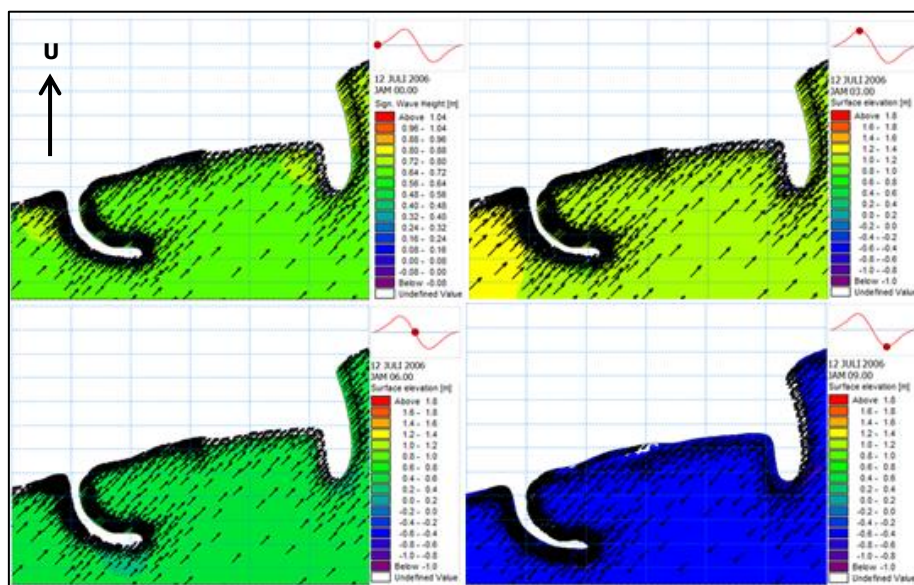 U
12 JULI 2006
JAM 00.00
Sign. Wave Height [m]
Above 1.04
0.96 - 1.04
0.88 - 0.96
0.80 - 0.88
0.72 - 0.80
0.64 - 0.72
0.56 - 0.64
0.48 - 0.56
0.40 - 0.48
0.32 - 0.40
0.24 - 0.32
0.16 - 0.24
0.08 - 0.16
0.00 - 0.08
-0.08 - 0.00
Below -0.08
Undefined Value
12 JULI 2006
JAM 03.00
Surface elevation [m]
Above 1.8
1.6 - 1.8
1.4 - 1.6
1.2 - 1.4
1.0 - 1.2
0.8 - 1.0
0.6 - 0.8
0.4 - 0.6
0.2 - 0.4
0.0 - 0.2
-0.2 - 0.0
-0.4 - -0.2
-0.6 - -0.4
-0.8 - -0.6
-1.0 - -0.8
Below -1.0
Undefined Value
12 JULI 2006
JAM 06.00
Surface elevation [m]
Above 1.8
1.6 - 1.8
1.4 - 1.6
1.2 - 1.4
1.0 - 1.2
0.8 - 1.0
0.6 - 0.8
0.4 - 0.6
0.2 - 0.4
0.0 - 0.2
-0.2 - 0.0
-0.4 - -0.2
-0.6 - -0.4
-0.8 - -0.6
-1.0 - -0.8
Below -1.0
Undefined Value
12 JULI 2006
JAM 09.00
Surface elevation [m]
Above 1.8
1.6 - 1.8
1.4 - 1.6
1.2 - 1.4
1.0 - 1.2
0.8 - 1.0
0.6 - 0.8
0.4 - 0.6
0.2 - 0.4
0.0 - 0.2
-0.2 - 0.0
-0.4 - -0.2
-0.6 - -0.4
-0.8 - -0.6
-1.0 - -0.8
Below -1.0
Undefined Value